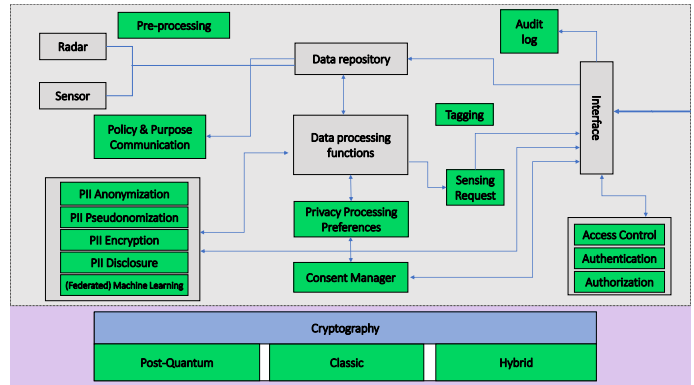 Pre-processing
Audit
log
Radar
Data repository
Sensor
Interface
Tagging
Policy & Purpose
Communication
Data processing
functions
Sensing
Request
PII Anonymization
PII Pseudonomization
PII Encryption
PII Disclosure
(Federated) Machine Learning
Privacy Processing
Preferences
Consent Manager
Access Control
Authentication
Authorization
Cryptography
Post-Quantum
Classic
Hybrid